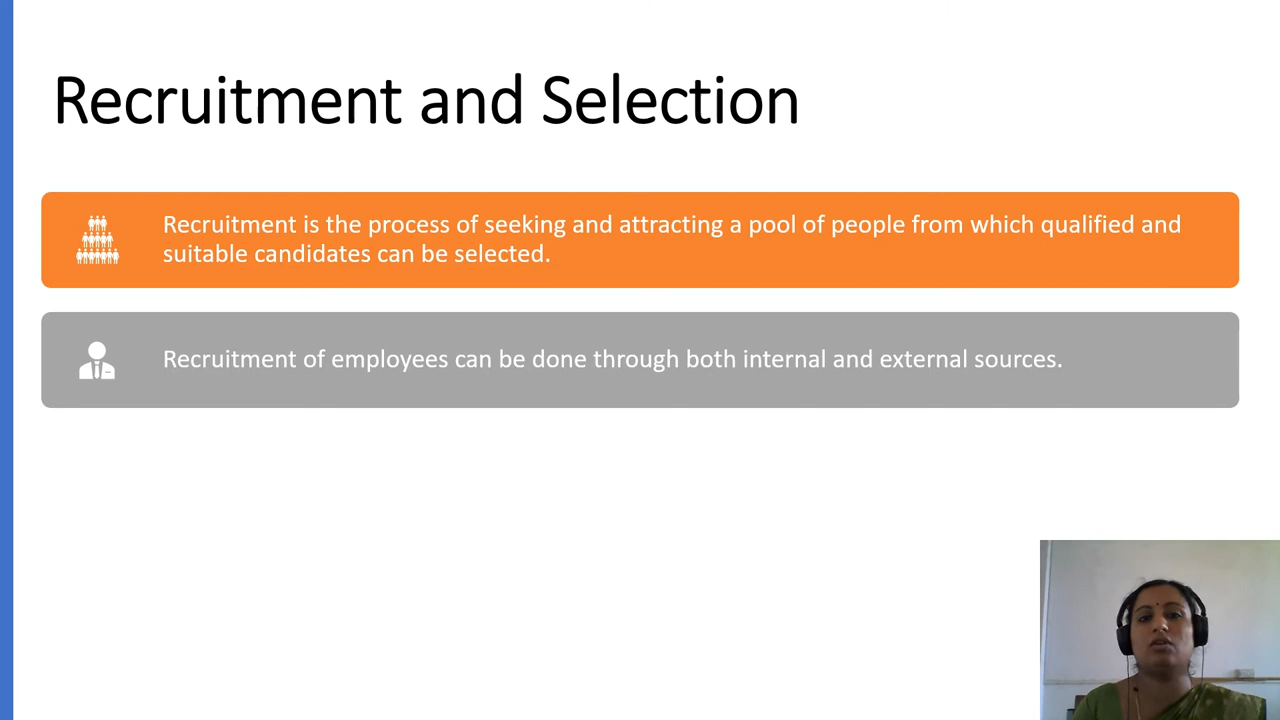 Recruitment and Selection
Recruitment is the process of seeking and attracting a pool of people from which qualified and
suitable candidates can be selected.
Recruitment of employees can be done through both internal and external sources.